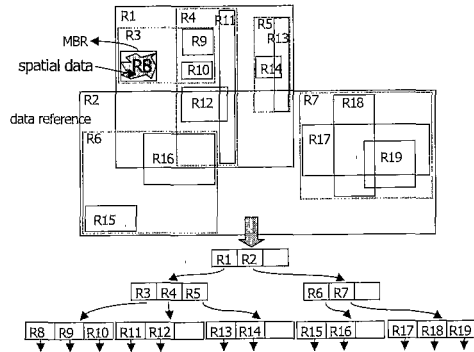 R1 R4 R11
R3 R5
MBR R9 R13
spatial data R8 R10 R14
R2 R12 R7 R18
data reference R17
R6
R16 R19
R15
R1 R2
R3 R4 R5 R6 R7
R8 R9 R10 R11 R12 R13 R14 R15 R16 R17 R18 R19